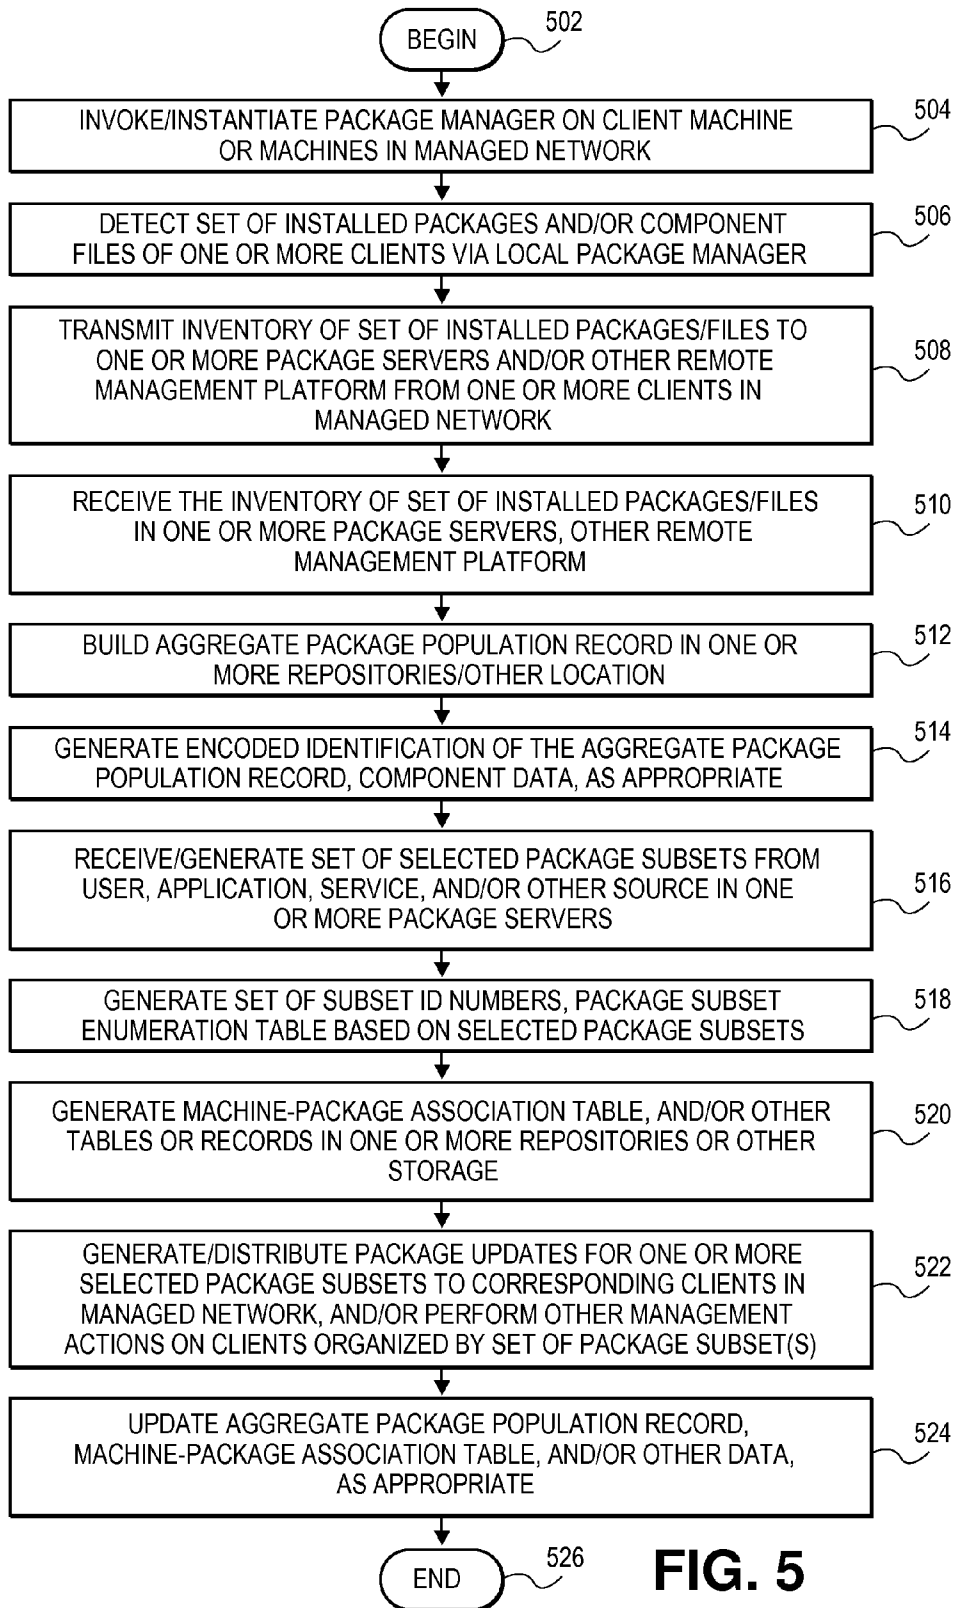 BEGIN
502
INVOKE/INSTANTIATE PACKAGE MANAGER ON CLIENT MACHINE
OR MACHINES IN MANAGED NETWORK
504
DETECT SET OF INSTALLED PACKAGES AND/OR COMPONENT
FILES OF ONE OR MORE CLIENTS VIA LOCAL PACKAGE MANAGER
506
TRANSMIT INVENTORY OF SET OF INSTALLED PACKAGES/FILES TO
ONE OR MORE PACKAGE SERVERS AND/OR OTHER REMOTE
MANAGEMENT PLATFORM FROM ONE OR MORE CLIENTS IN
MANAGED NETWORK
508
RECEIVE THE INVENTORY OF SET OF INSTALLED PACKAGES/FILES
IN ONE OR MORE PACKAGE SERVERS, OTHER REMOTE
MANAGEMENT PLATFORM
510
BUILD AGGREGATE PACKAGE POPULATION RECORD IN ONE OR
MORE REPOSITORIES/OTHER LOCATION
512
GENERATE ENCODED IDENTIFICATION OF THE AGGREGATE PACKAGE
POPULATION RECORD, COMPONENT DATA, AS APPROPRIATE
514
RECEIVE/GENERATE SET OF SELECTED PACKAGE SUBSETS FROM
USER, APPLICATION, SERVICE, AND/OR OTHER SOURCE IN ONE
OR MORE PACKAGE SERVERS
516
GENERATE SET OF SUBSET ID NUMBERS, PACKAGE SUBSET
ENUMERATION TABLE BASED ON SELECTED PACKAGE SUBSETS
518
GENERATE MACHINE-PACKAGE ASSOCIATION TABLE, AND/OR OTHER
TABLES OR RECORDS IN ONE OR MORE REPOSITORIES OR OTHER
STORAGE
520
GENERATE/DISTRIBUTE PACKAGE UPDATES FOR ONE OR MORE
SELECTED PACKAGE SUBSETS TO CORRESPONDING CLIENTS IN
MANAGED NETWORK, AND/OR PERFORM OTHER MANAGEMENT
ACTIONS ON CLIENTS ORGANIZED BY SET OF PACKAGE SUBSET(S)
522
UPDATE AGGREGATE PACKAGE POPULATION RECORD,
MACHINE-PACKAGE ASSOCIATION TABLE, AND/OR OTHER DATA,
AS APPROPRIATE
524
END
526
FIG. 5